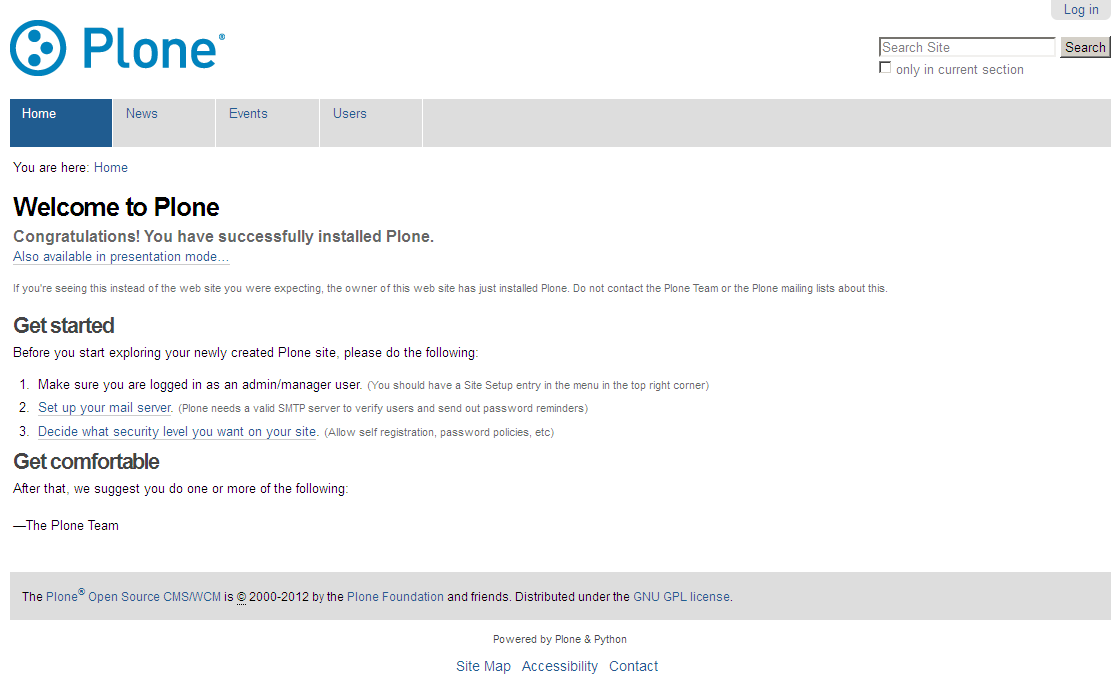 Log in
Plone®
Search Site
Search
only in current section
Home
News
Events
Users
You are here: Home
Welcome to Plone
Congratulations! You have successfully installed Plone.
Also available in presentation mode…
If you're seeing this instead of the web site you were expecting, the owner of this web site has just installed Plone. Do not contact the Plone Team or the Plone mailing lists about this.
Get started
Before you start exploring your newly created Plone site, please do the following:
1. Make sure you are logged in as an admin/manager user. (You should have a Site Setup entry in the menu in the top right corner)
2. Set up your mail server. (Plone needs a valid SMTP server to verify users and send out password reminders)
3. Decide what security level you want on your site. (Allow self registration, password policies, etc)
Get comfortable
After that, we suggest you do one or more of the following:
—The Plone Team
The Plone® Open Source CMS/WCM is © 2000-2012 by the Plone Foundation and friends. Distributed under the GNU GPL license.
Powered by Plone & Python
Site Map Accessibility Contact